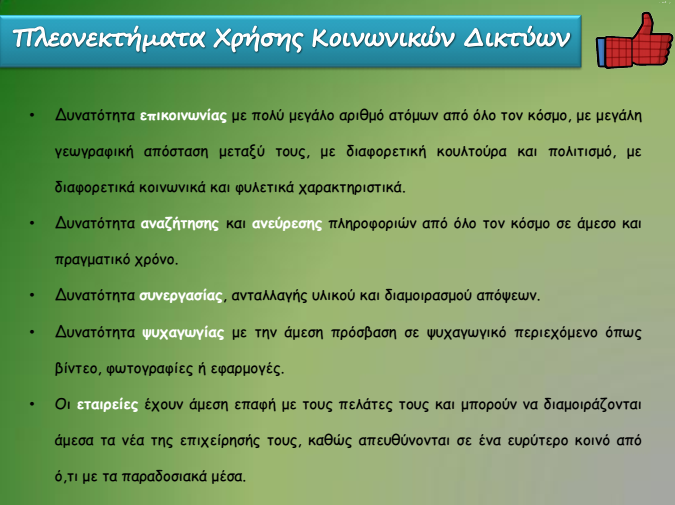 Πλεονεκτήματα Χρήσης Κοινωνικών Δικτύων
• Δυνατότητα επικοινωνίας με πολύ μεγάλο αριθμό ατόμων από όλο τον κόσμο, με μεγάλη
γεωγραφική απόσταση μεταξύ τους, με διαφορετική κουλτούρα και πολιτισμό, με
διαφορετικά κοινωνικά και φυλετικά χαρακτηριστικά.
• Δυνατότητα αναζήτησης και ανεύρεσης πληροφοριών από όλο τον κόσμο σε άμεσο και
πραγματικό χρόνο.
• Δυνατότητα συνεργασίας, ανταλλαγής υλικού και διαμοιρασμού απόψεων.
• Δυνατότητα ψυχαγωγίας με την άμεση πρόσβαση σε ψυχαγωγικό περιεχόμενο όπως
βίντεο, φωτογραφίες ή εφαρμογές.
• Οι εταιρείες έχουν άμεση επαφή με τους πελάτες τους και μπορούν να διαμοιράζονται
άμεσα τα νέα της επιχείρησής τους, καθώς απευθύνονται σε ένα ευρύτερο κοινό από
ό,τι με τα παραδοσιακά μέσα.